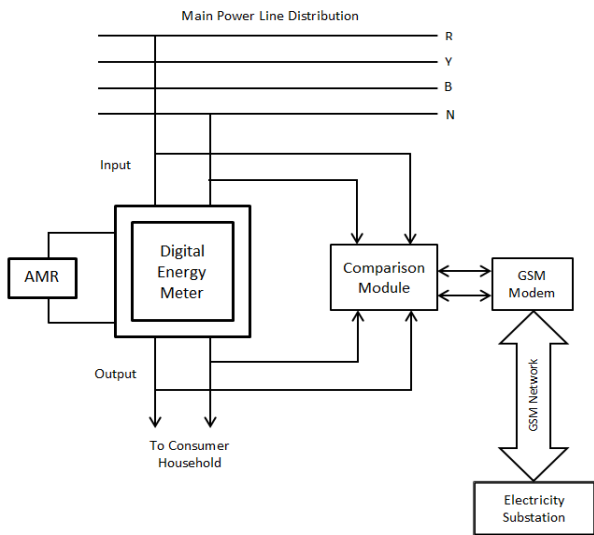 Main Power Line Distribution
R
Y
B
N
Input
Digital
Energy
Meter
AMR
Comparison
Module
GSM
Modem
Output
GSM Network
To Consumer
Household
Electricity
Substation